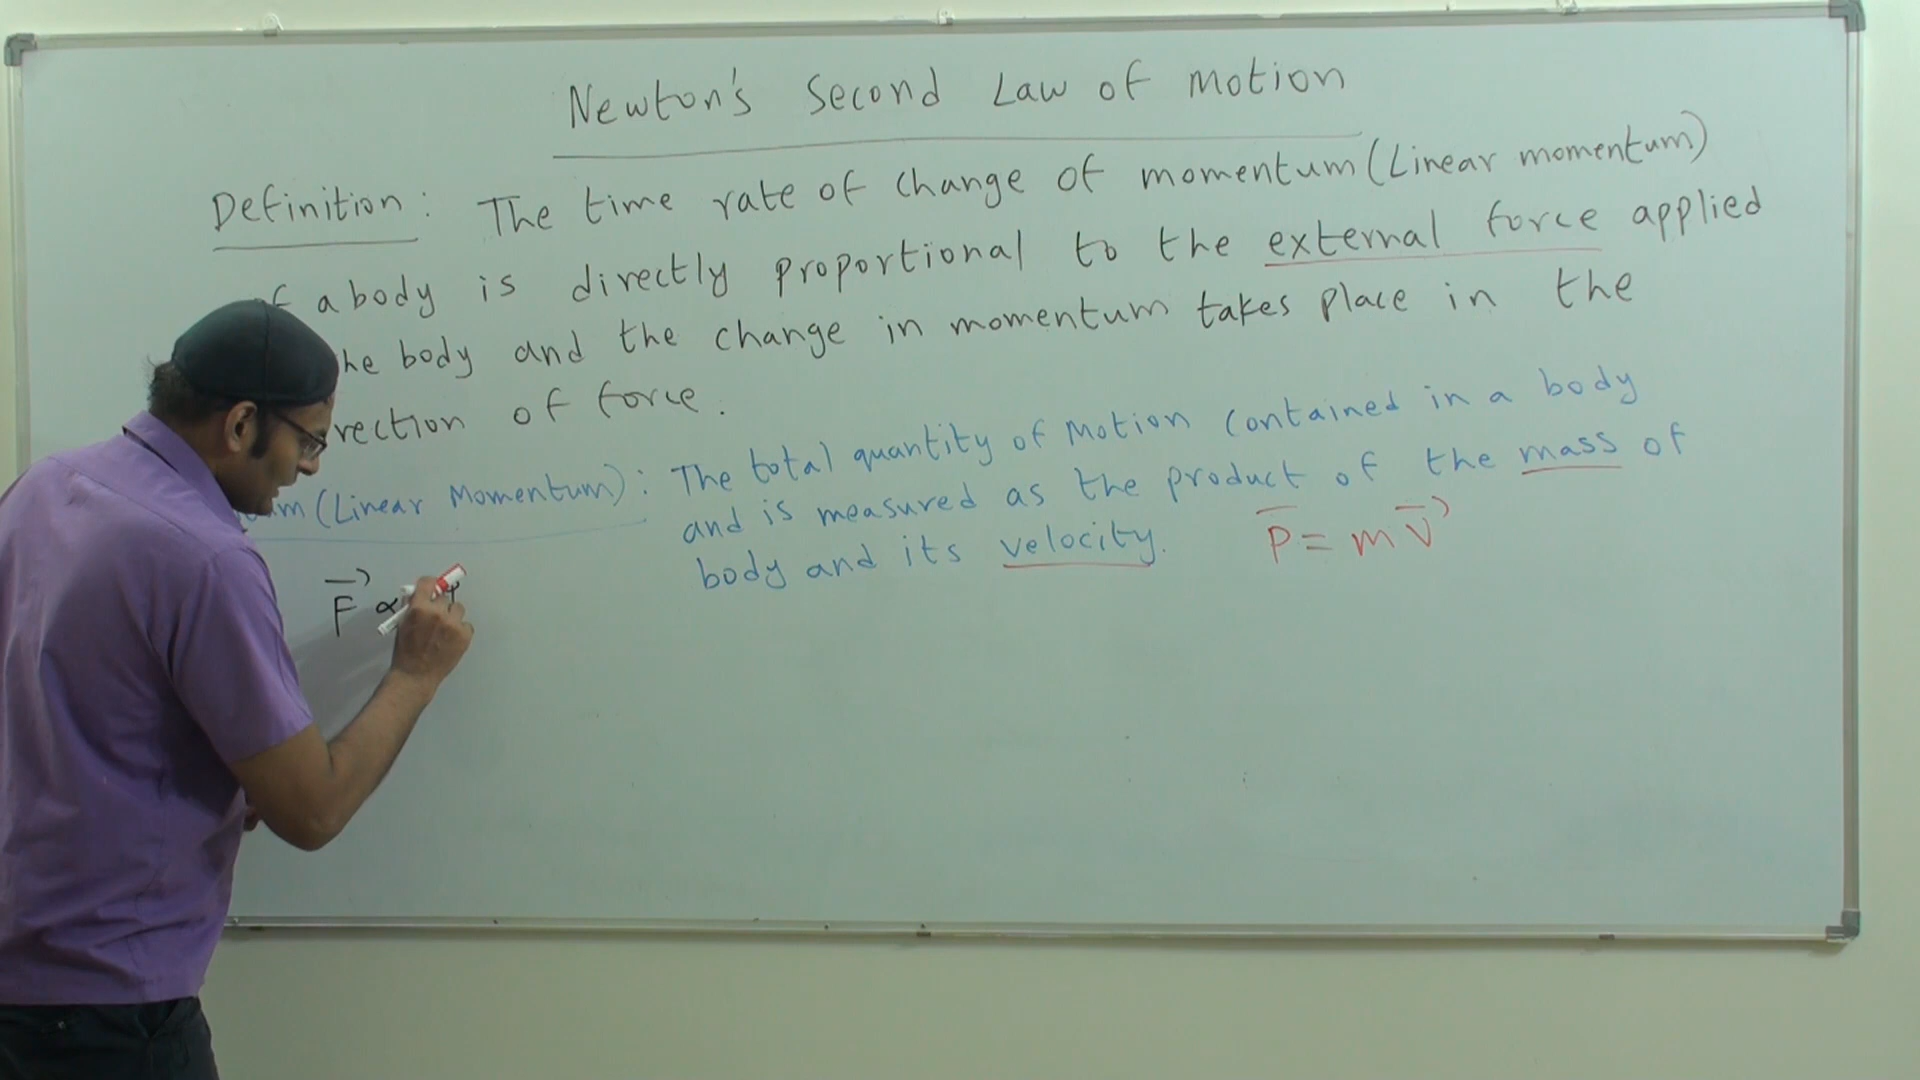 Newton's Second Law of Motion
Definition: The time rate of change of momentum (Linear momentum)
a body is directly proportional to the external force applied
body and the change in momentum takes place in the
of force.
(Linear Momentum): The total quantity of Motion contained in a body
and is measured as the product of the mass of
body and its velocity. P⃗ = m v⃗
F⃗ ∝